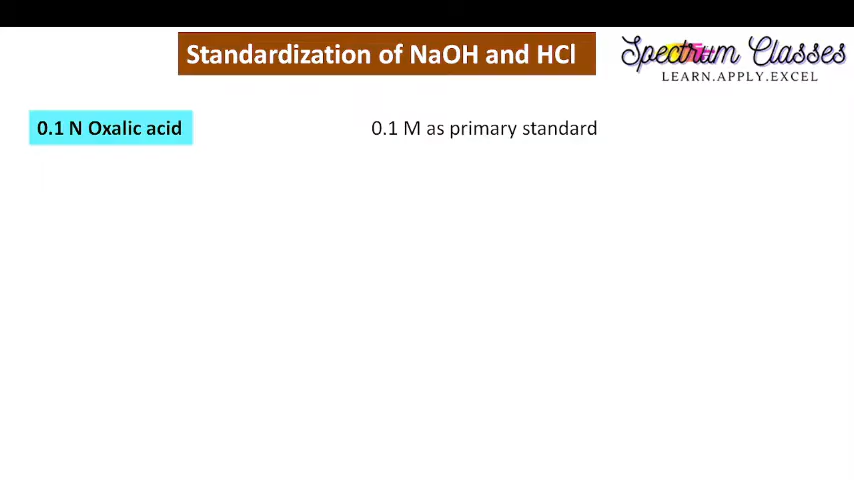 Standardization of NaOH and HCl
Spectrum Classes
LEARN.APPLY.EXCEL
0.1 N Oxalic acid
0.1 M as primary standard